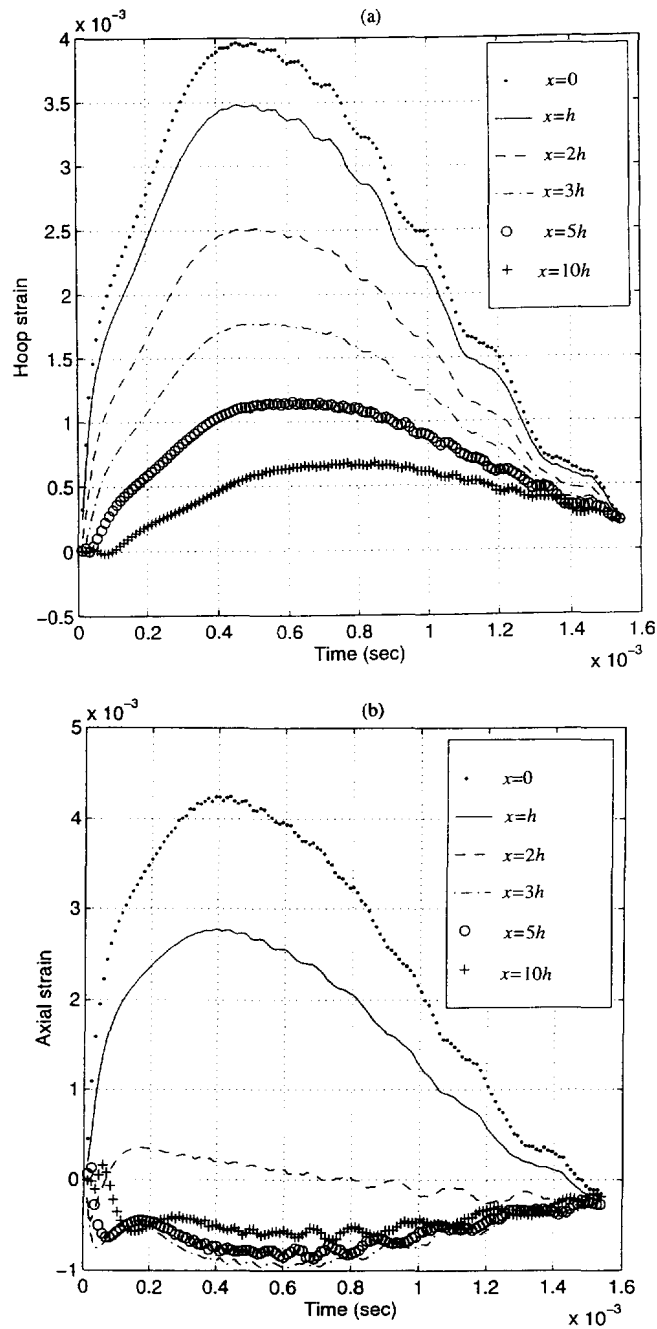 (a)
× 10⁻³
4
3.5
3
2.5
2
1.5
1
0.5
0
−0.5
Hoop strain
x=0
x=h
x=2h
x=3h
x=5h
x=10h
0 0.2 0.4 0.6 0.8 1 1.2 1.4 1.6
Time (sec)
× 10⁻³
(b)
× 10⁻³
5
4
3
2
1
0
−1
Axial strain
x=0
x=h
x=2h
x=3h
x=5h
x=10h
0 0.2 0.4 0.6 0.8 1 1.2 1.4 1.6
Time (sec)
× 10⁻³